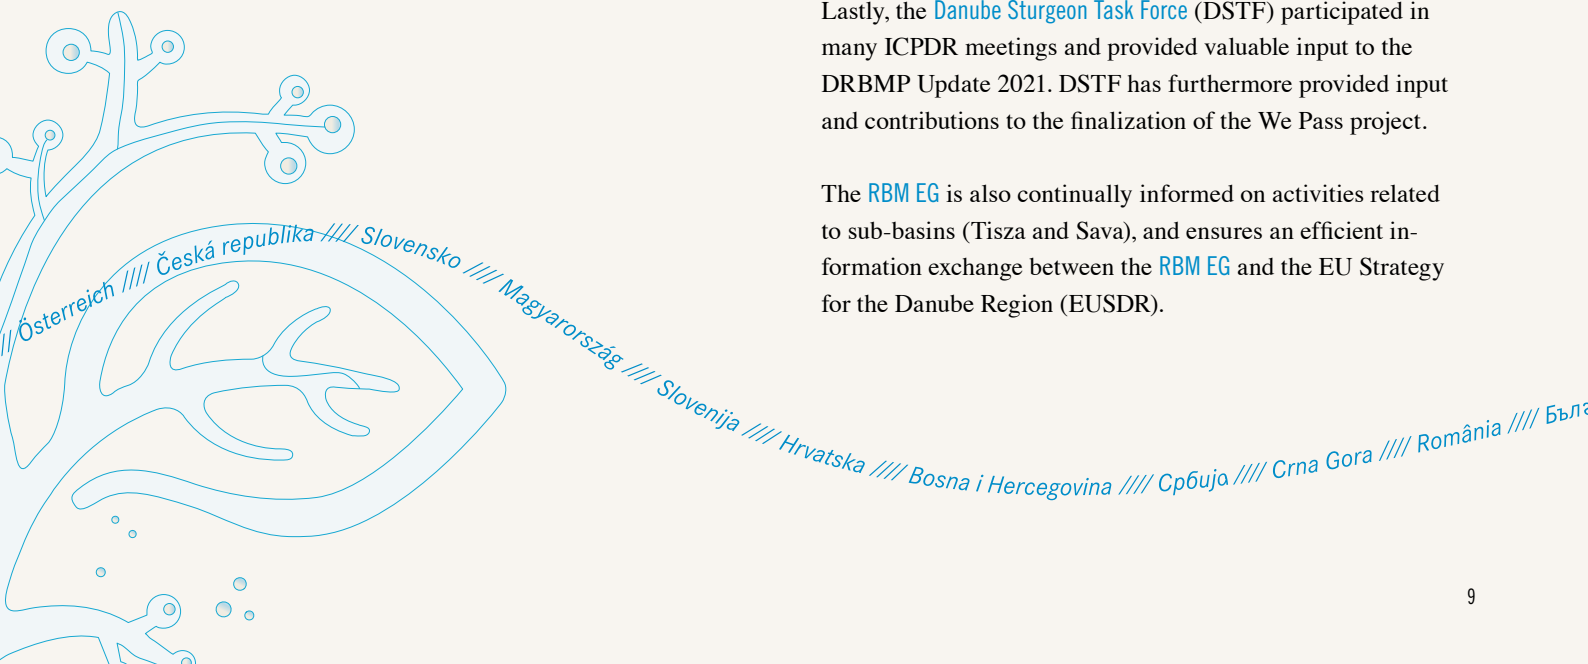 Lastly, the Danube Sturgeon Task Force (DSTF) participated in
many ICPDR meetings and provided valuable input to the
DRBMP Update 2021. DSTF has furthermore provided input
and contributions to the finalization of the We Pass project.
The RBM EG is also continually informed on activities related
to sub-basins (Tisza and Sava), and ensures an efficient in-
formation exchange between the RBM EG and the EU Strategy
for the Danube Region (EUSDR).
// Österreich //// Česká republika //// Slovensko //// Magyarország //// Slovenija //// Hrvatska //// Bosna i Hercegovina //// Србија //// Crna Gora //// România ////
9